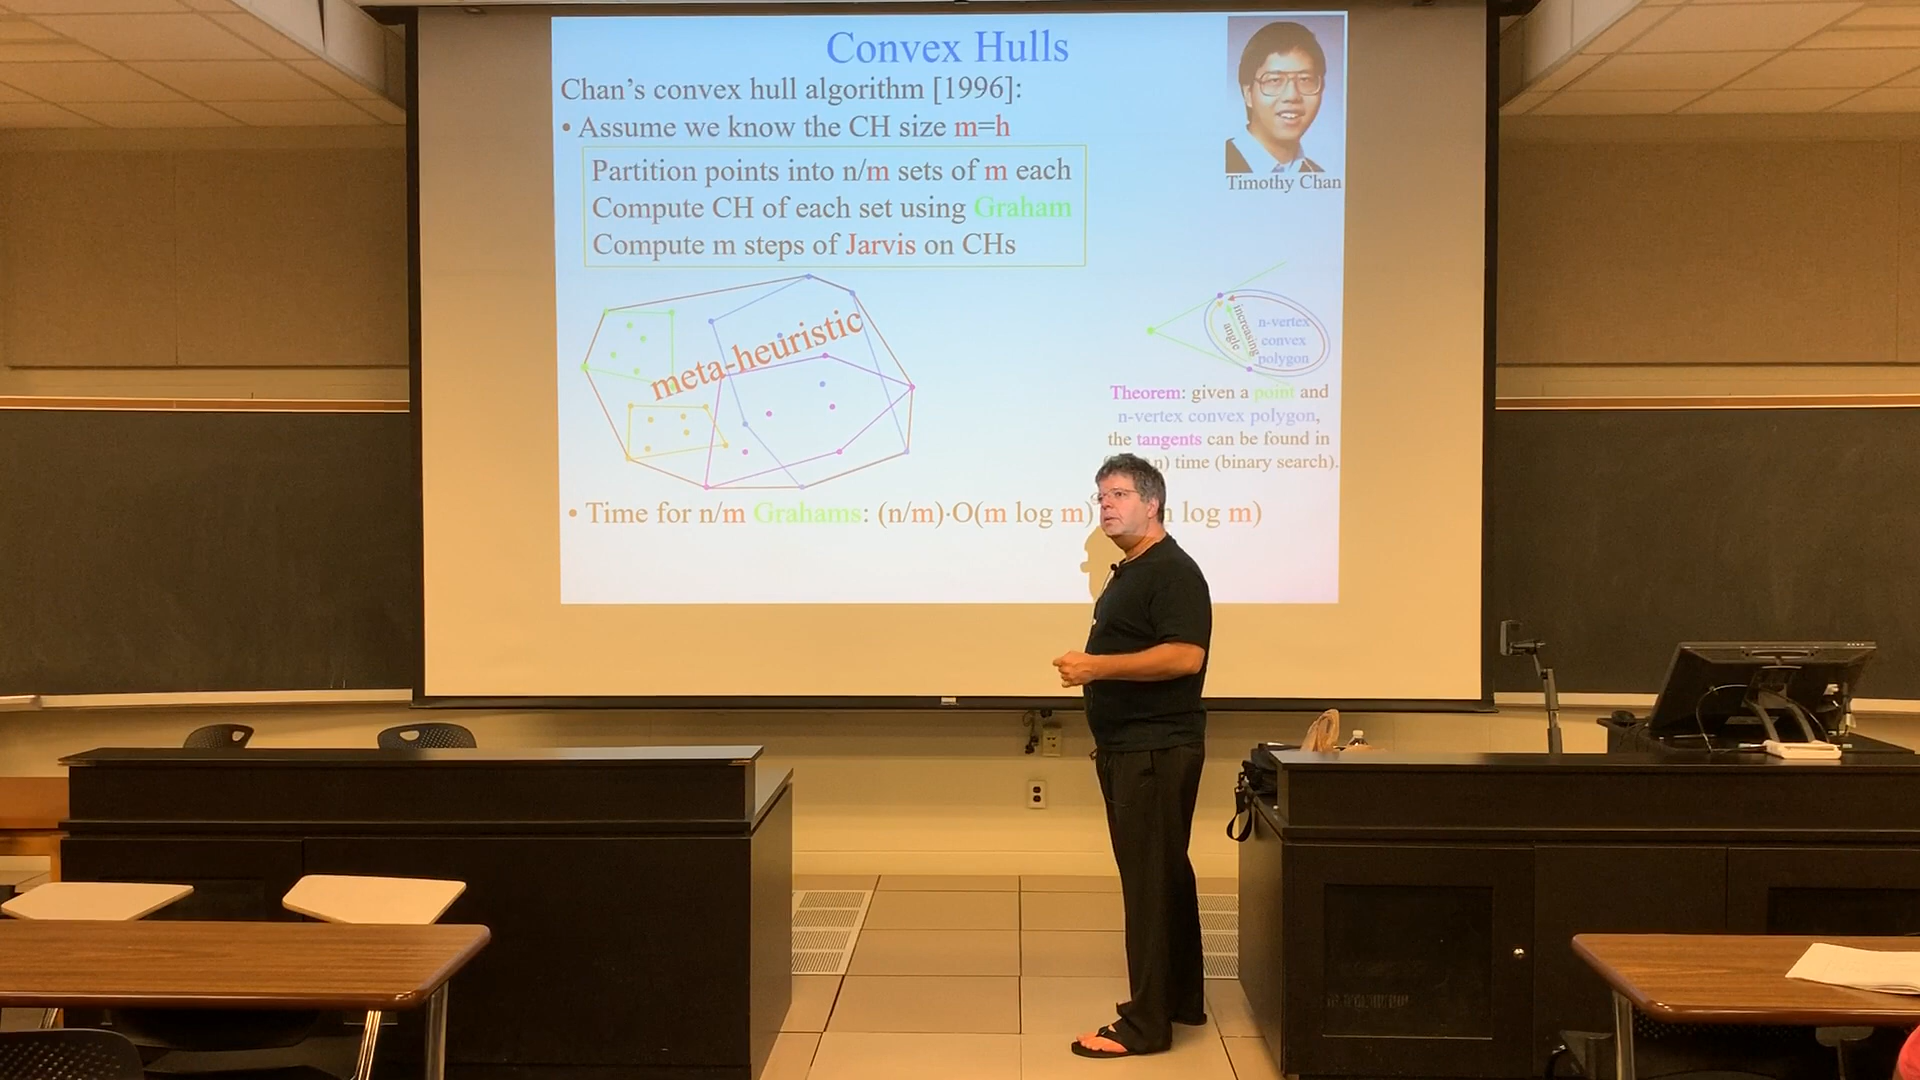 Convex Hulls
Chan's convex hull algorithm [1996]:
• Assume we know the CH size m=h
Partition points into n/m sets of m each
Compute CH of each set using Graham
Compute m steps of Jarvis on CHs
Timothy Chan
meta-heuristic
increasing
angle
n-vertex
convex
polygon
Theorem: given a point and
n-vertex convex polygon,
the tangents can be found in
n) time (binary search).
• Time for n/m Grahams: (n/m)·O(m log m) log m)